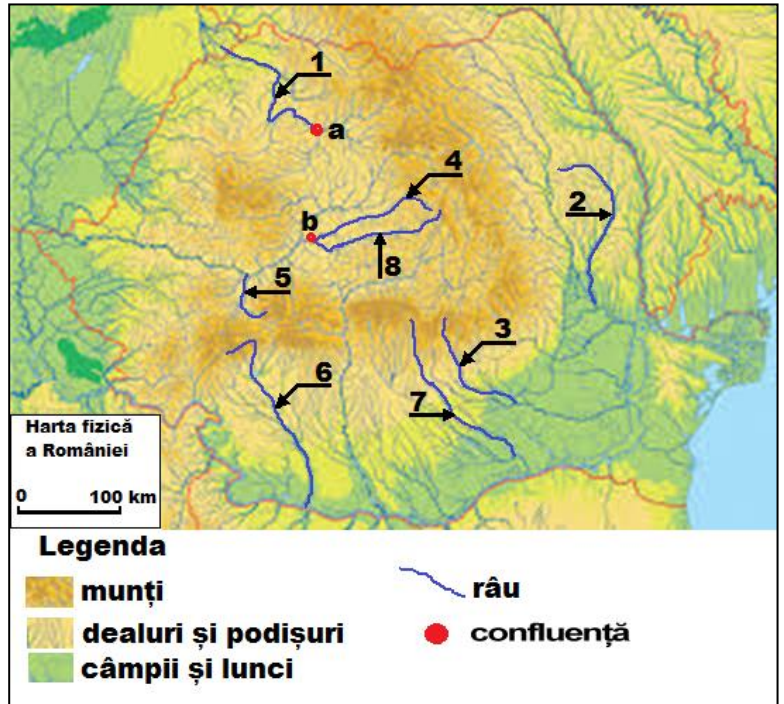 1
a
4
2
b
8
5
3
6
7
Harta fizică
a României
0 100 km
Legenda
munți
râu
dealuri și podișuri
confluență
câmpii și lunci